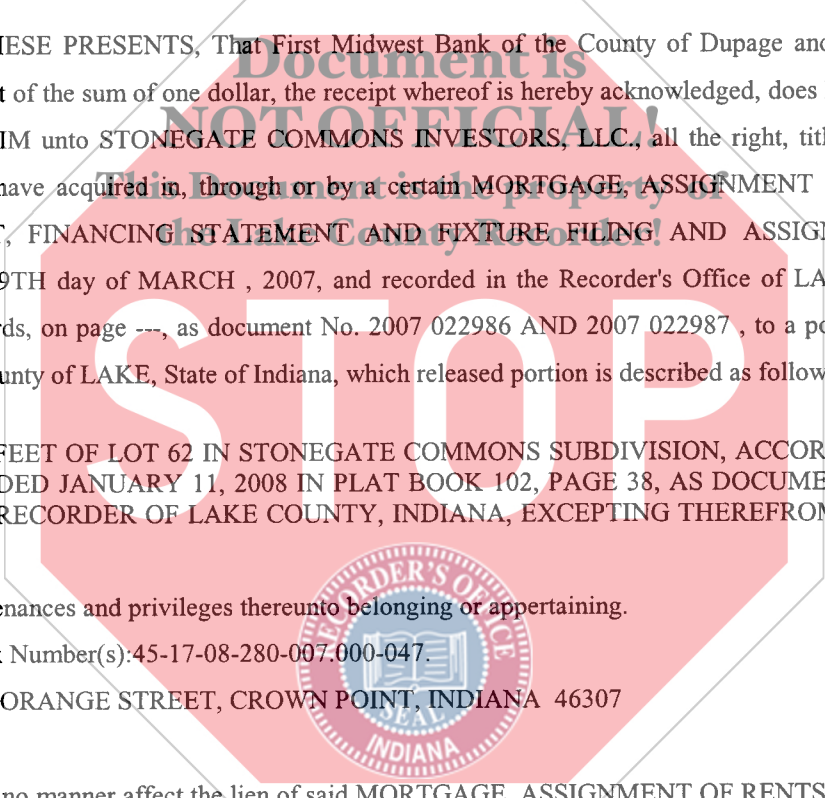 IESE PRESENTS, That First Midwest Bank of the County of Dupage and
Document is
t of the sum of one dollar, the receipt whereof is hereby acknowledged, does
NOT OFFICIAL!
IM unto STONEGATE COMMONS INVESTORS, LLC., all the right, titl
This Document is the property of
have acquired in, through or by a certain MORTGAGE, ASSIGNMENT
the Lake County Recorder!
T, FINANCING STATEMENT AND FIXTURE FILING AND ASSIGN
9TH day of MARCH , 2007, and recorded in the Recorder's Office of LA
rds, on page ---, as document No. 2007 022986 AND 2007 022987 , to a po
STOP
unty of LAKE, State of Indiana, which released portion is described as follow
FEET OF LOT 62 IN STONEGATE COMMONS SUBDIVISION, ACCOR
DED JANUARY 11, 2008 IN PLAT BOOK 102, PAGE 38, AS DOCUME
RECORDER OF LAKE COUNTY, INDIANA, EXCEPTING THEREFROM
enances and privileges thereunto belonging or appertaining.
Number(s):45-17-08-280-007.000-047.
ORANGE STREET, CROWN POINT, INDIANA 46307
RECORDER'S OFFICE
SEAL
INDIANA
no manner affect the lien of said MORTGAGE, ASSIGNMENT OF RENTS